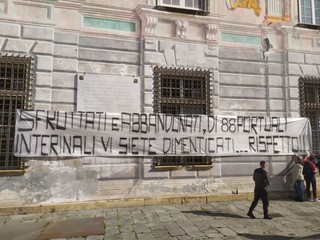 SFRUTTATI E ABBANDONATI, DI 88 PORTUALI
INTERINALI VI SIETE DIMENTICATI... RISPETTO...